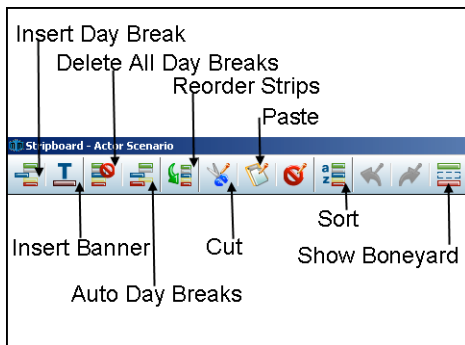 Insert Day Break
Delete All Day Breaks
Reorder Strips
Paste
Stripboard - Actor Scenario
T
a
z
Sort
Insert Banner
Cut
Show Boneyard
Auto Day Breaks